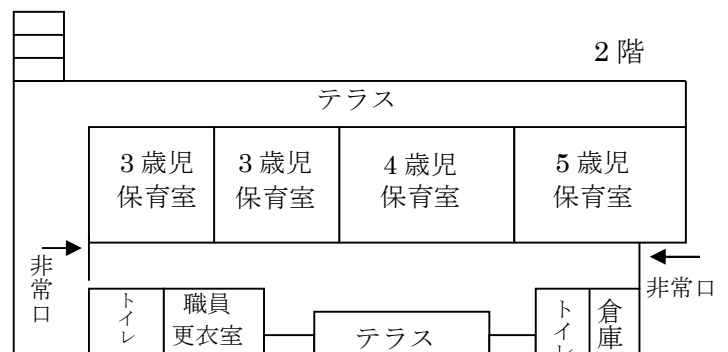 2階
テラス
3歳児
保育室
3歳児
保育室
4歳児
保育室
5歳児
保育室
非常口
非常口
トイレ
職員
更衣室
テラス
トイレ
倉庫